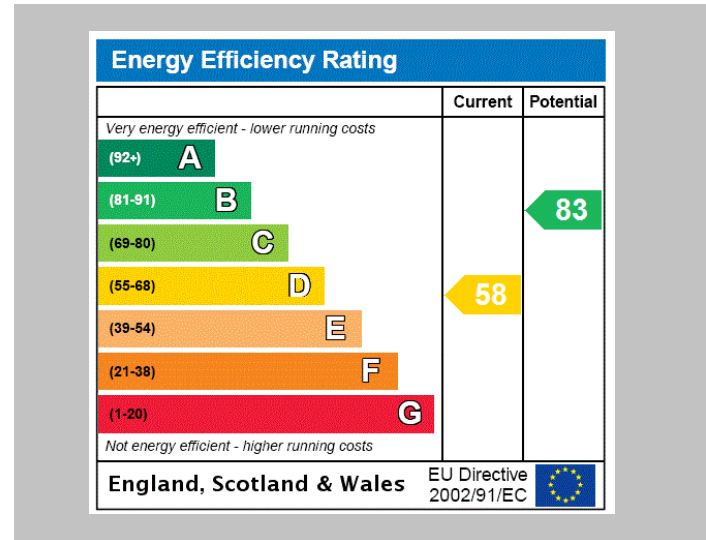 Energy Efficiency Rating
Current Potential
Very energy efficient - lower running costs
(92+) A
(81-91) B
83
(69-80) C
(55-68) D
58
(39-54) E
(21-38) F
(1-20) G
Not energy efficient - higher running costs
England, Scotland & Wales
EU Directive
2002/91/EC